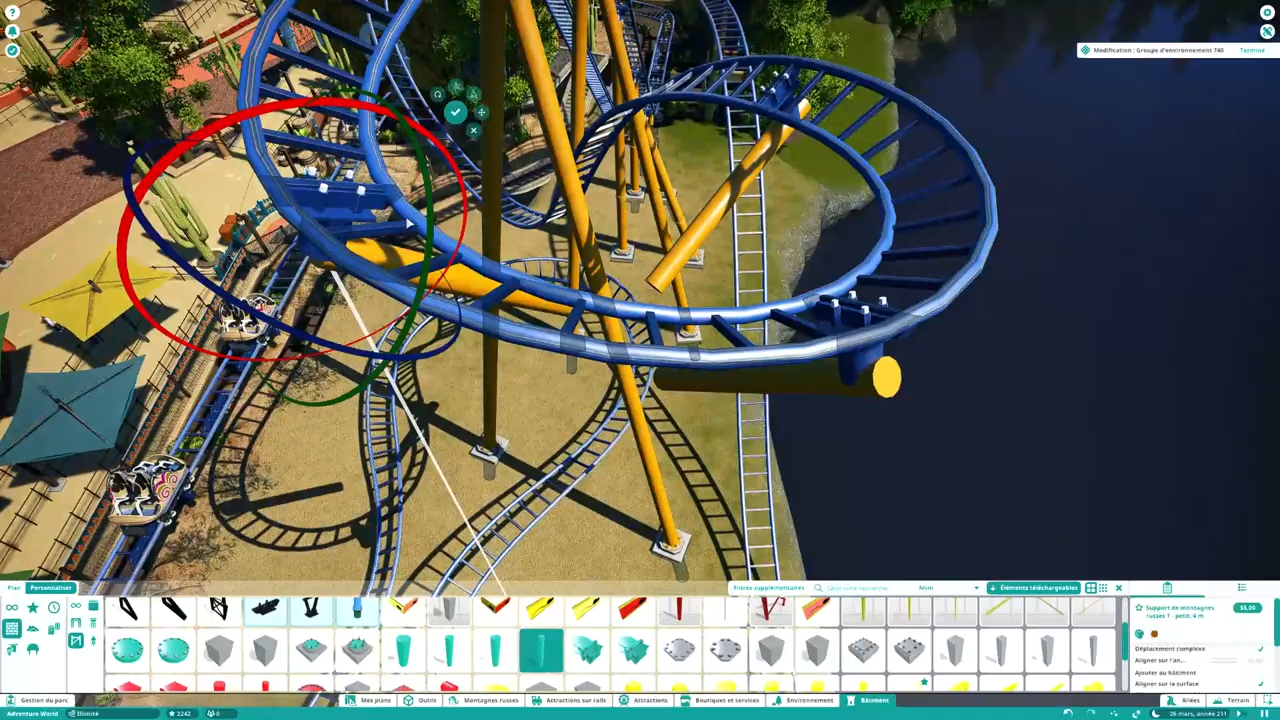 Modification : Groupe d'environnement 740 Terminé
Plan Personnaliser
Filtres supplémentaires
Nom
Éléments téléchargeables
Support de montagnes russes 1 - petit, 4 m
$5,00
Déplacement complexe
Aligner sur l'an...
Ajouter au bâtiment
Aligner sur la surface
Gestion du parc
Mes plans
Outils
Montagnes russes
Attractions sur rails
Attractions
Boutiques et services
Environnement
Bâtiment
Allées
Terrain
Adventure World
Illimité
2242
0
26 mars, année 211